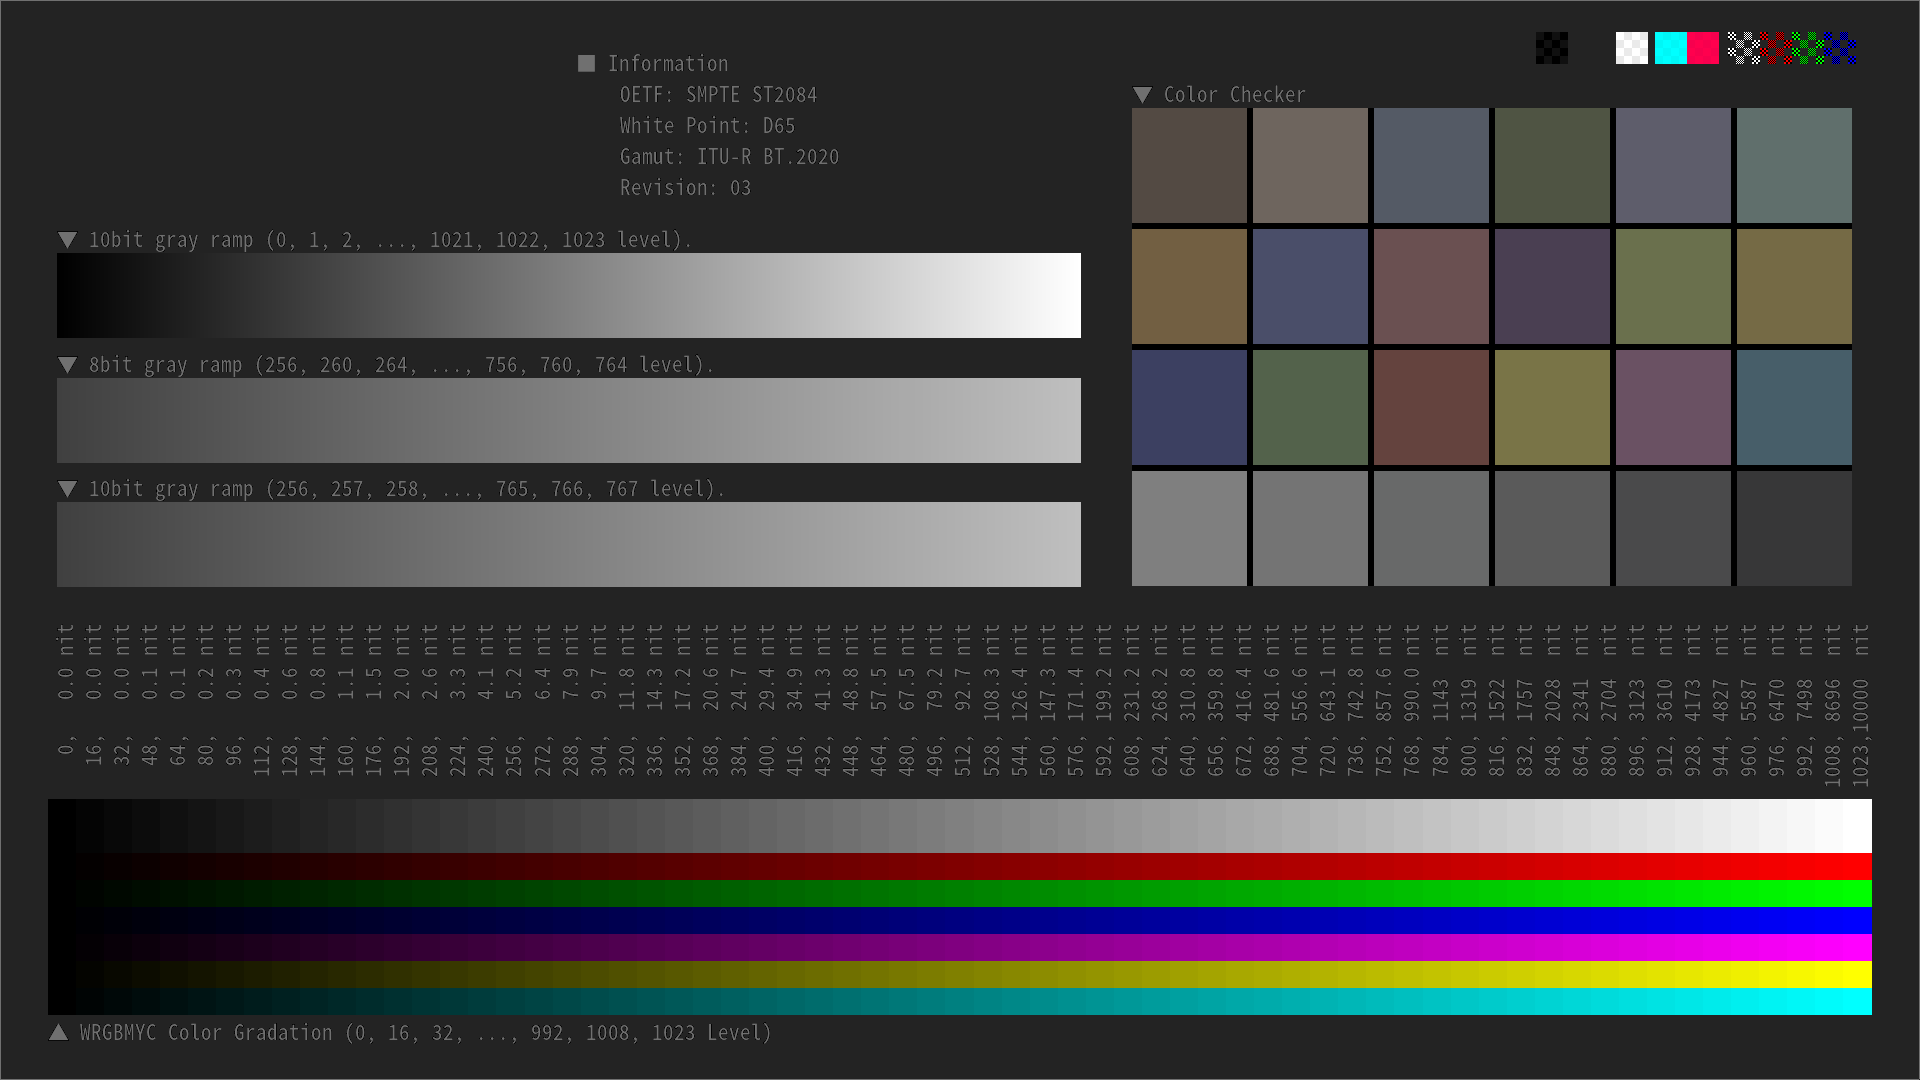 ■ Information
OETF: SMPTE ST2084
White Point: D65
Gamut: ITU-R BT.2020
Revision: 03
▼ Color Checker
▼ 10bit gray ramp (0, 1, 2, ..., 1021, 1022, 1023 level).
▼ 8bit gray ramp (256, 260, 264, ..., 756, 760, 764 level).
▼ 10bit gray ramp (256, 257, 258, ..., 765, 766, 767 level).
0, 0.0 nit
16, 0.0 nit
32, 0.0 nit
48, 0.1 nit
64, 0.1 nit
80, 0.2 nit
96, 0.3 nit
112, 0.4 nit
128, 0.6 nit
144, 0.8 nit
160, 1.1 nit
176, 1.5 nit
192, 2.0 nit
208, 2.6 nit
224, 3.3 nit
240, 4.1 nit
256, 5.2 nit
272, 6.4 nit
288, 7.9 nit
304, 9.7 nit
320, 11.8 nit
336, 14.3 nit
352, 17.2 nit
368, 20.6 nit
384, 24.7 nit
400, 29.4 nit
416, 34.9 nit
432, 41.3 nit
448, 48.8 nit
464, 57.5 nit
480, 67.5 nit
496, 79.2 nit
512, 92.7 nit
528, 108.3 nit
544, 126.4 nit
560, 147.3 nit
576, 171.4 nit
592, 199.2 nit
608, 231.2 nit
624, 268.2 nit
640, 310.8 nit
656, 359.8 nit
672, 416.4 nit
688, 481.6 nit
704, 556.6 nit
720, 643.1 nit
736, 742.8 nit
752, 857.6 nit
768, 990.0 nit
784, 1143 nit
800, 1319 nit
816, 1522 nit
832, 1757 nit
848, 2028 nit
864, 2341 nit
880, 2704 nit
896, 3123 nit
912, 3610 nit
928, 4173 nit
944, 4827 nit
960, 5587 nit
976, 6470 nit
992, 7498 nit
1008, 8696 nit
1023,10000 nit
▲ WRGBMYC Color Gradation (0, 16, 32, ..., 992, 1008, 1023 Level)